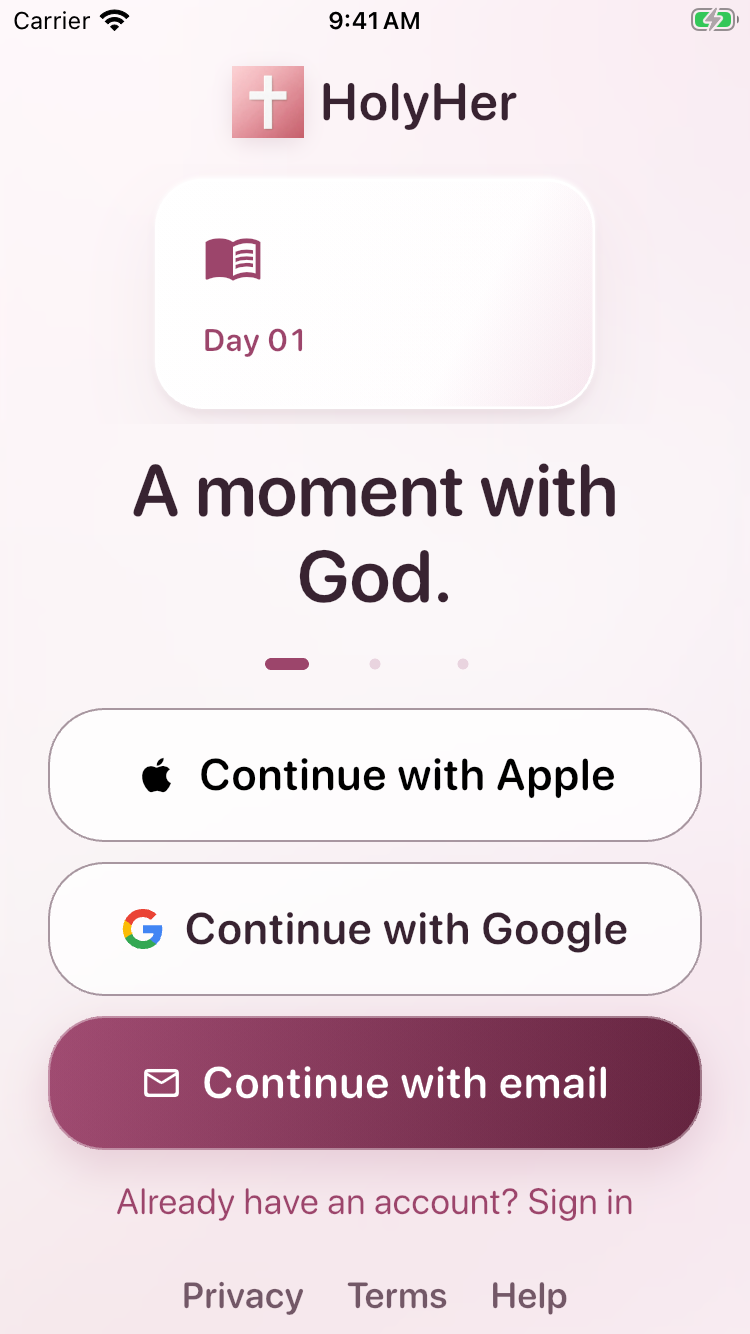 Carrier 9:41 AM
HolyHer
Day 01
A moment with
God.
Continue with Apple
Continue with Google
Continue with email
Already have an account? Sign in
Privacy Terms Help